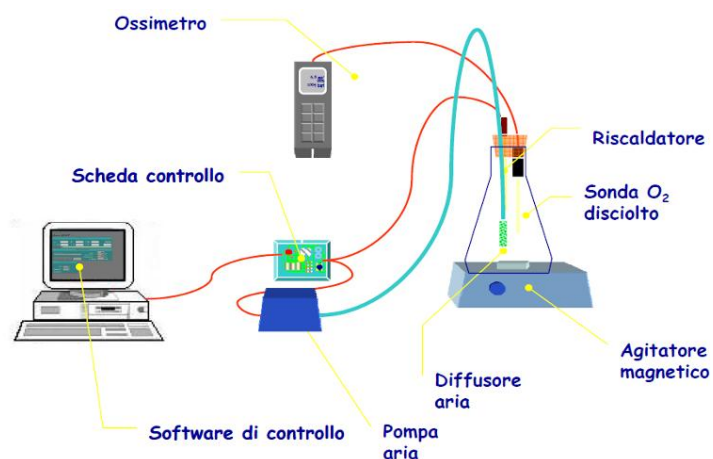 Ossimetro
Riscaldatore
Scheda controllo
Sonda O₂
disciolto
Agitatore
magnetico
Diffusore
aria
Software di controllo
Pompa
aria